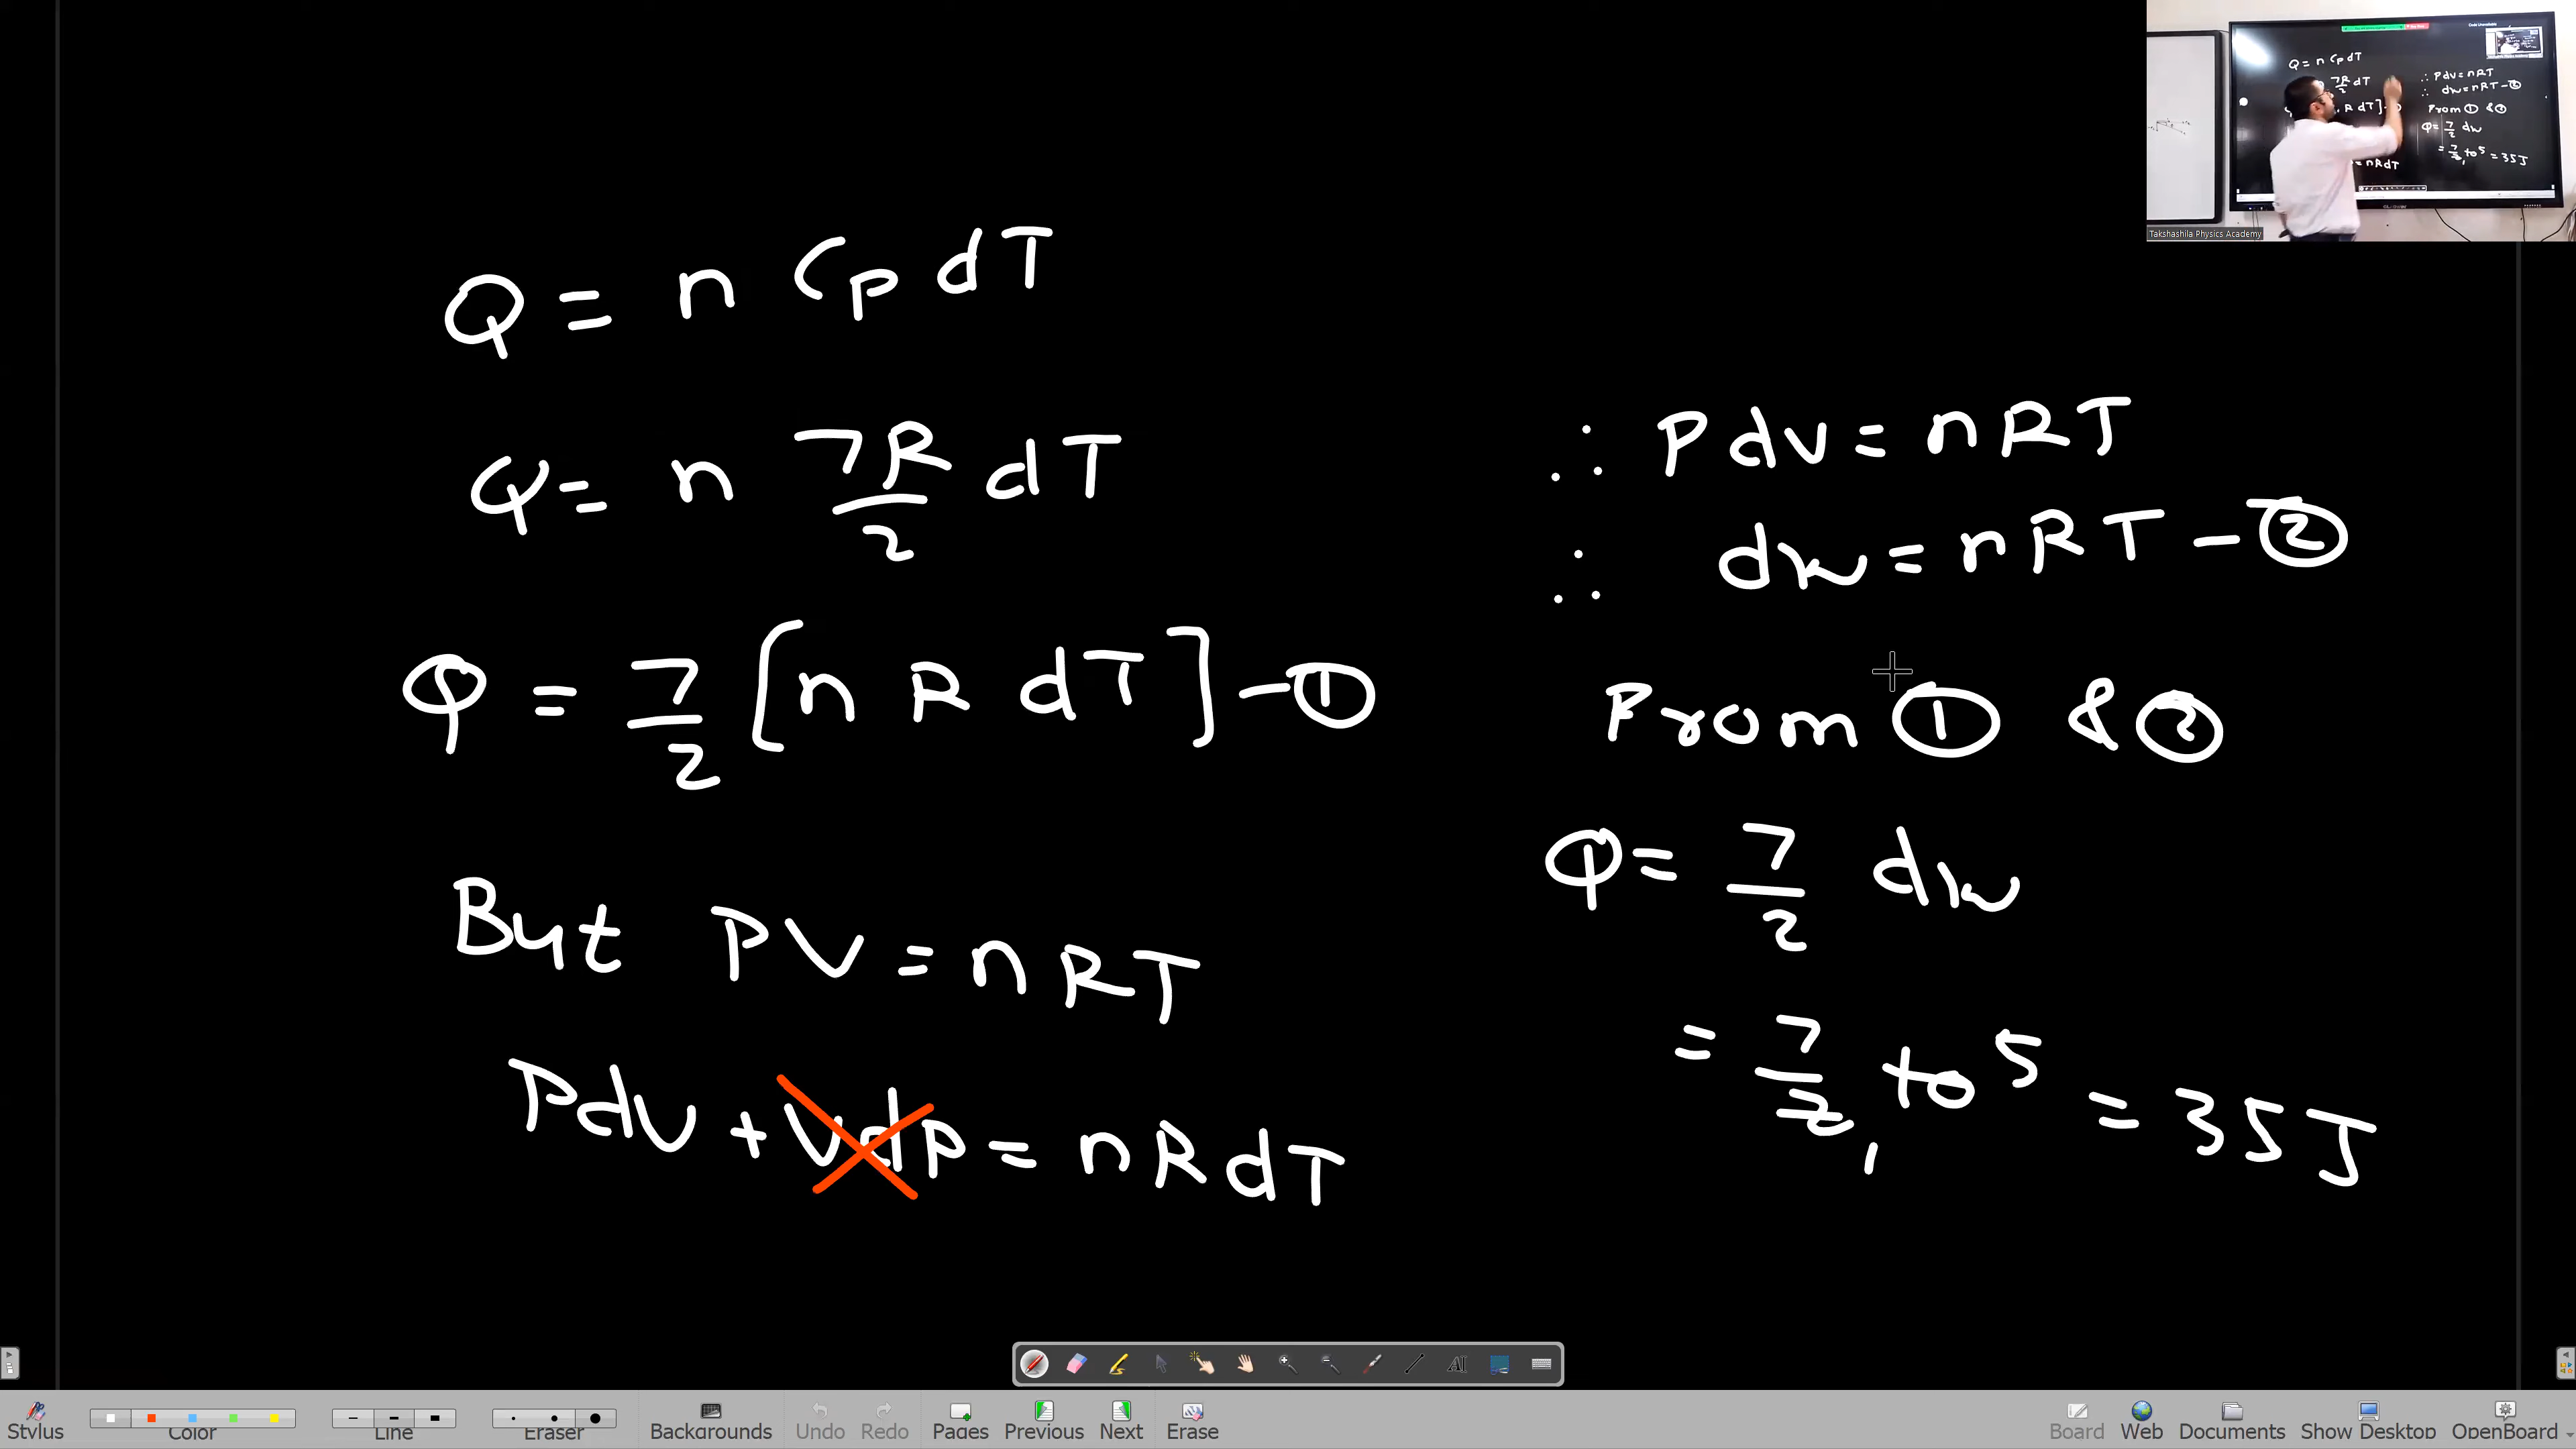 Q = n Cp dT
Q = n 7R/2 dT
Q = 7/2 [n R dT] - ①
But PV = nRT
PdV + VdP = nRdT
∴ PdV = nRT
∴ dW = nRT - ②
From ① & ②
Q = 7/2 dW
= 7/2 10 5 = 35J
1
Takshashila Physics Academy
Stylus
Color
Line
Eraser
Backgrounds
Undo
Redo
Pages
Previous
Next
Erase
Board
Web
Documents
Show Desktop
OpenBoard